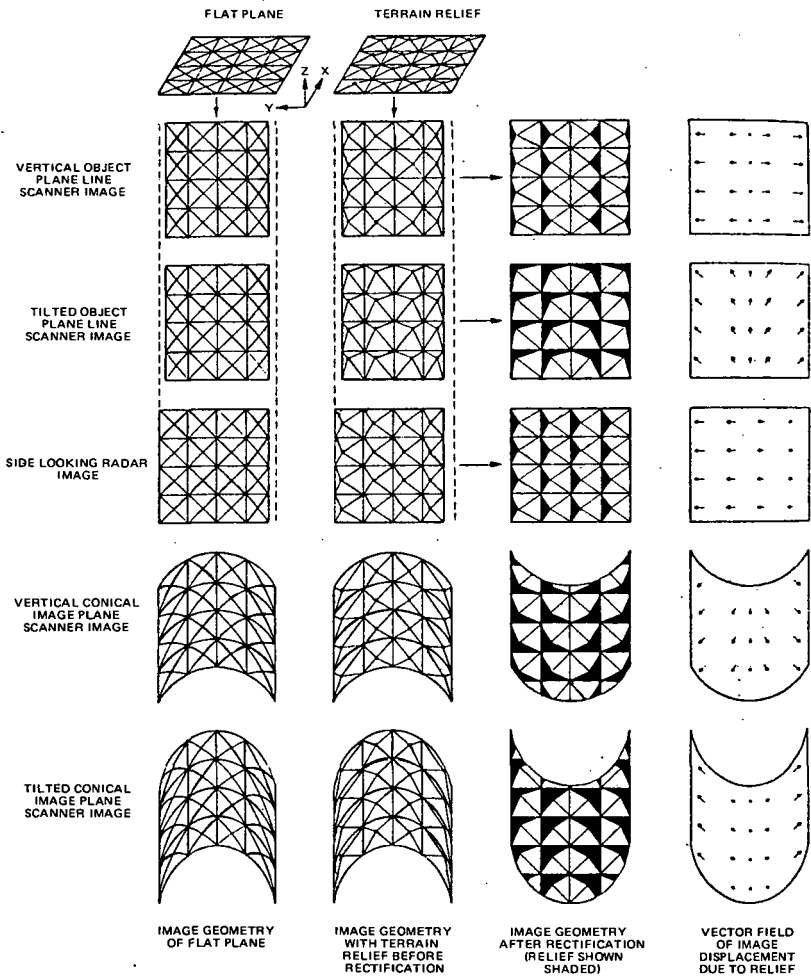 FLAT PLANE
TERRAIN RELIEF
Z
X
Y
VERTICAL OBJECT
PLANE LINE
SCANNER IMAGE
TILTED OBJECT
PLANE LINE
SCANNER IMAGE
SIDE LOOKING RADAR
IMAGE
VERTICAL CONICAL
IMAGE PLANE
SCANNER IMAGE
TILTED CONICAL
IMAGE PLANE
SCANNER IMAGE
IMAGE GEOMETRY
OF FLAT PLANE
IMAGE GEOMETRY
WITH TERRAIN
RELIEF BEFORE
RECTIFICATION
IMAGE GEOMETRY
AFTER RECTIFICATION
(RELIEF SHOWN
SHADED)
VECTOR FIELD
OF IMAGE
DISPLACEMENT
DUE TO RELIEF